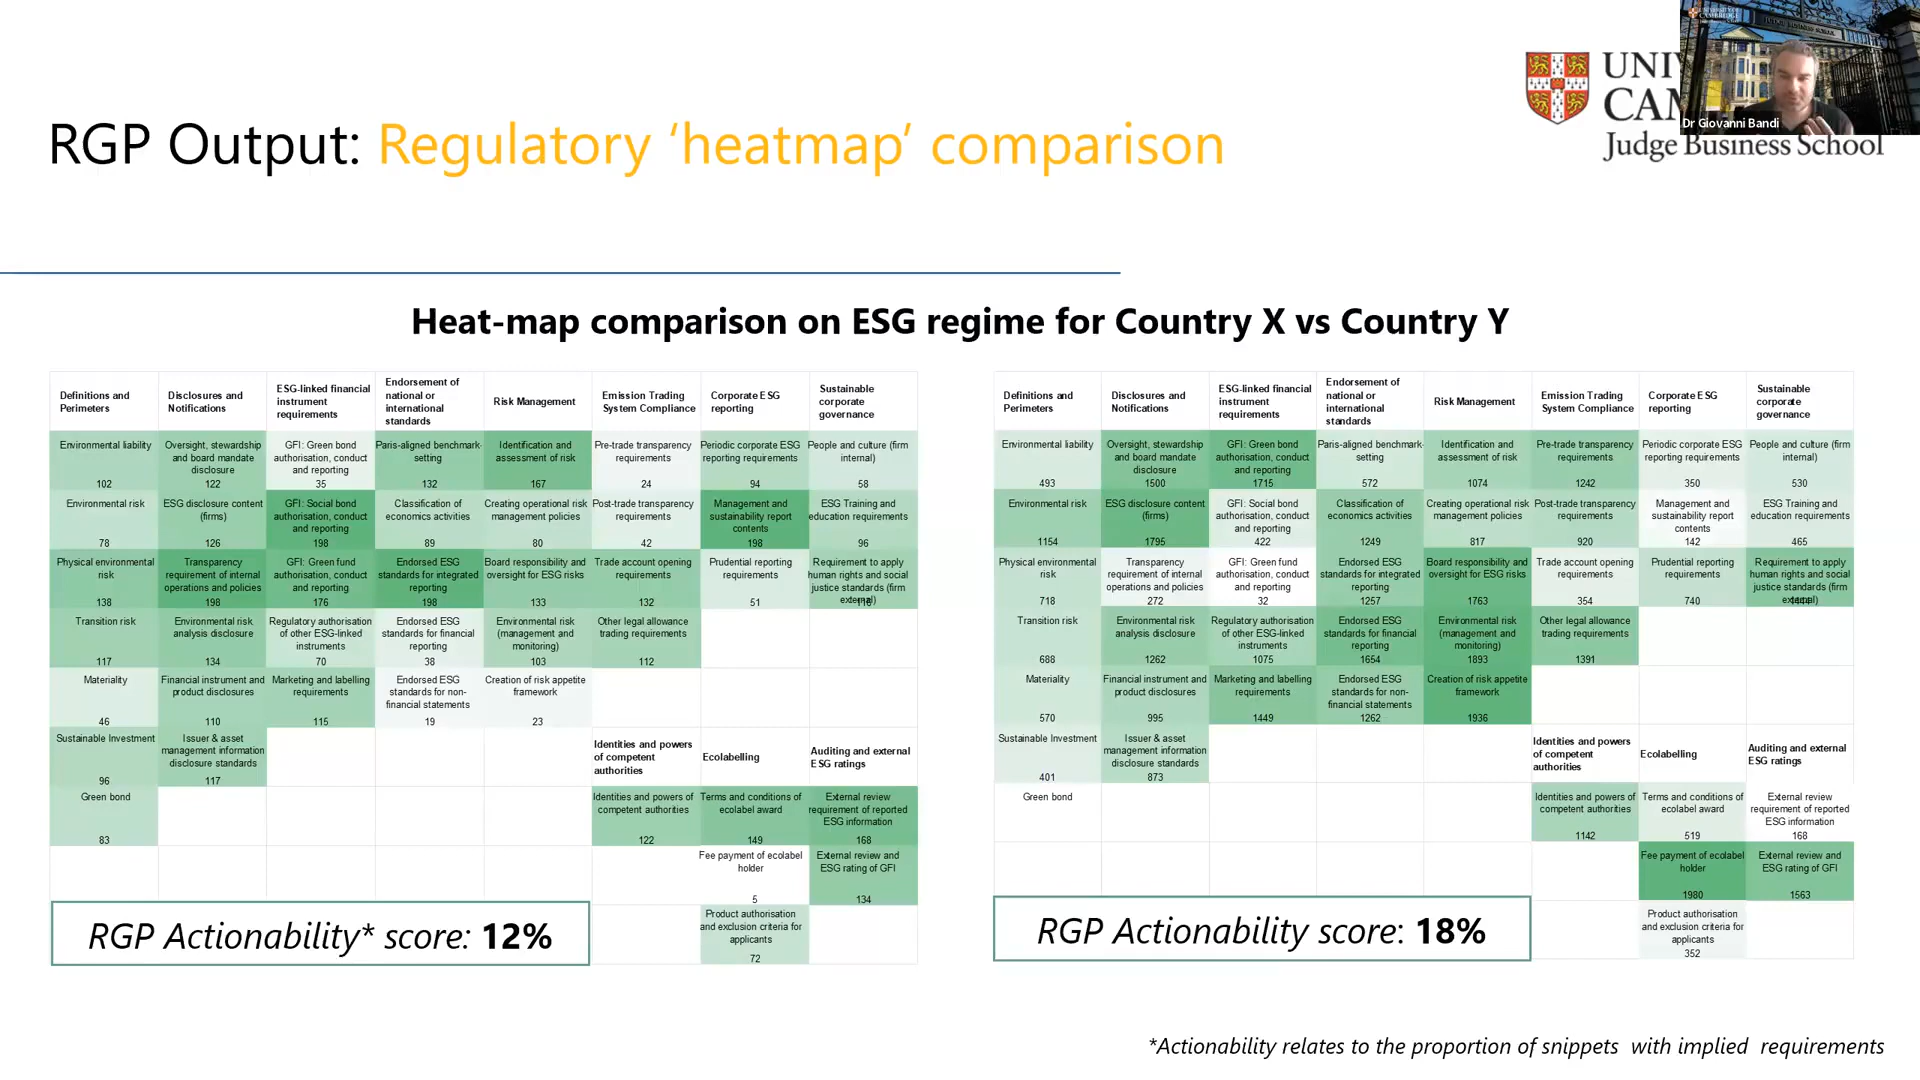 RGP Output: Regulatory ‘heatmap’ comparison
UNI
CAM
Judge Business School
Dr Giovanni Bandi
Heat-map comparison on ESG regime for Country X vs Country Y
Definitions and
Perimeters
Disclosures and
Notifications
ESG-linked financial
instrument
requirements
Endorsement of
national or
international
standards
Risk Management
Emission Trading
System Compliance
Corporate ESG
reporting
Sustainable
corporate
governance
Environmental liability
102
Oversight, stewardship
and board mandate
disclosure
122
GFI: Green bond
authorisation, conduct
and reporting
35
Paris-aligned benchmark-
setting
132
Identification and
assessment of risk
167
Pre-trade transparency
requirements
24
Periodic corporate ESG
reporting requirements
94
People and culture (firm
internal)
58
Environmental risk
78
ESG disclosure content
(firms)
126
GFI: Social bond
authorisation, conduct
and reporting
198
Classification of
economics activities
89
Creating operational risk
management policies
80
Post-trade transparency
requirements
42
Management and
sustainability report
contents
198
ESG Training and
education requirements
96
Physical environmental
risk
138
Transparency
requirement of internal
operations and policies
198
GFI: Green fund
authorisation, conduct
and reporting
176
Endorsed ESG
standards for integrated
reporting
198
Board responsibility and
oversight for ESG risks
133
Trade account opening
requirements
132
Prudential reporting
requirements
51
Requirement to apply
human rights and social
justice standards (firm
external)
Transition risk
117
Environmental risk
analysis disclosure
134
Regulatory authorisation
of other ESG-linked
instruments
70
Endorsed ESG
standards for financial
reporting
38
Environmental risk
(management and
monitoring)
103
Other legal allowance
trading requirements
112
Materiality
46
Financial instrument and
product disclosures
110
Marketing and labelling
requirements
115
Endorsed ESG
standards for non-
financial statements
19
Creation of risk appetite
framework
23
Sustainable Investment
96
Issuer & asset
management information
disclosure standards
117
Identities and powers
of competent
authorities
Ecolabelling
Auditing and external
ESG ratings
Green bond
83
Identities and powers of
competent authorities
122
Terms and conditions of
ecolabel award
149
External review
requirement of reported
ESG information
168
Fee payment of ecolabel
holder
5
External review and
ESG rating of GFI
134
Product authorisation
and exclusion criteria for
applicants
72
RGP Actionability* score: 12%
Definitions and
Perimeters
Disclosures and
Notifications
ESG-linked financial
instrument
requirements
Endorsement of
national or
international
standards
Risk Management
Emission Trading
System Compliance
Corporate ESG
reporting
Sustainable
corporate
governance
Environmental liability
493
Oversight, stewardship
and board mandate
disclosure
1500
GFI: Green bond
authorisation, conduct
and reporting
1715
Paris-aligned benchmark-
setting
572
Identification and
assessment of risk
1074
Pre-trade transparency
requirements
1242
Periodic corporate ESG
reporting requirements
350
People and culture (firm
internal)
530
Environmental risk
1154
ESG disclosure content
(firms)
1795
GFI: Social bond
authorisation, conduct
and reporting
422
Classification of
economics activities
1249
Creating operational risk
management policies
817
Post-trade transparency
requirements
920
Management and
sustainability report
contents
142
ESG Training and
education requirements
465
Physical environmental
risk
718
Transparency
requirement of internal
operations and policies
272
GFI: Green fund
authorisation, conduct
and reporting
32
Endorsed ESG
standards for integrated
reporting
1257
Board responsibility and
oversight for ESG risks
1763
Trade account opening
requirements
354
Prudential reporting
requirements
740
Requirement to apply
human rights and social
justice standards (firm
external)
Transition risk
688
Environmental risk
analysis disclosure
1262
Regulatory authorisation
of other ESG-linked
instruments
1075
Endorsed ESG
standards for financial
reporting
1654
Environmental risk
(management and
monitoring)
1893
Other legal allowance
trading requirements
1391
Materiality
570
Financial instrument and
product disclosures
995
Marketing and labelling
requirements
1449
Endorsed ESG
standards for non-
financial statements
1262
Creation of risk appetite
framework
1936
Sustainable Investment
401
Issuer & asset
management information
disclosure standards
873
Identities and powers
of competent
authorities
Ecolabelling
Auditing and external
ESG ratings
Green bond
Identities and powers of
competent authorities
1142
Terms and conditions of
ecolabel award
519
External review
requirement of reported
ESG information
168
Fee payment of ecolabel
holder
1980
External review and
ESG rating of GFI
1563
Product authorisation
and exclusion criteria for
applicants
352
RGP Actionability score: 18%
*Actionability relates to the proportion of snippets with implied requirements